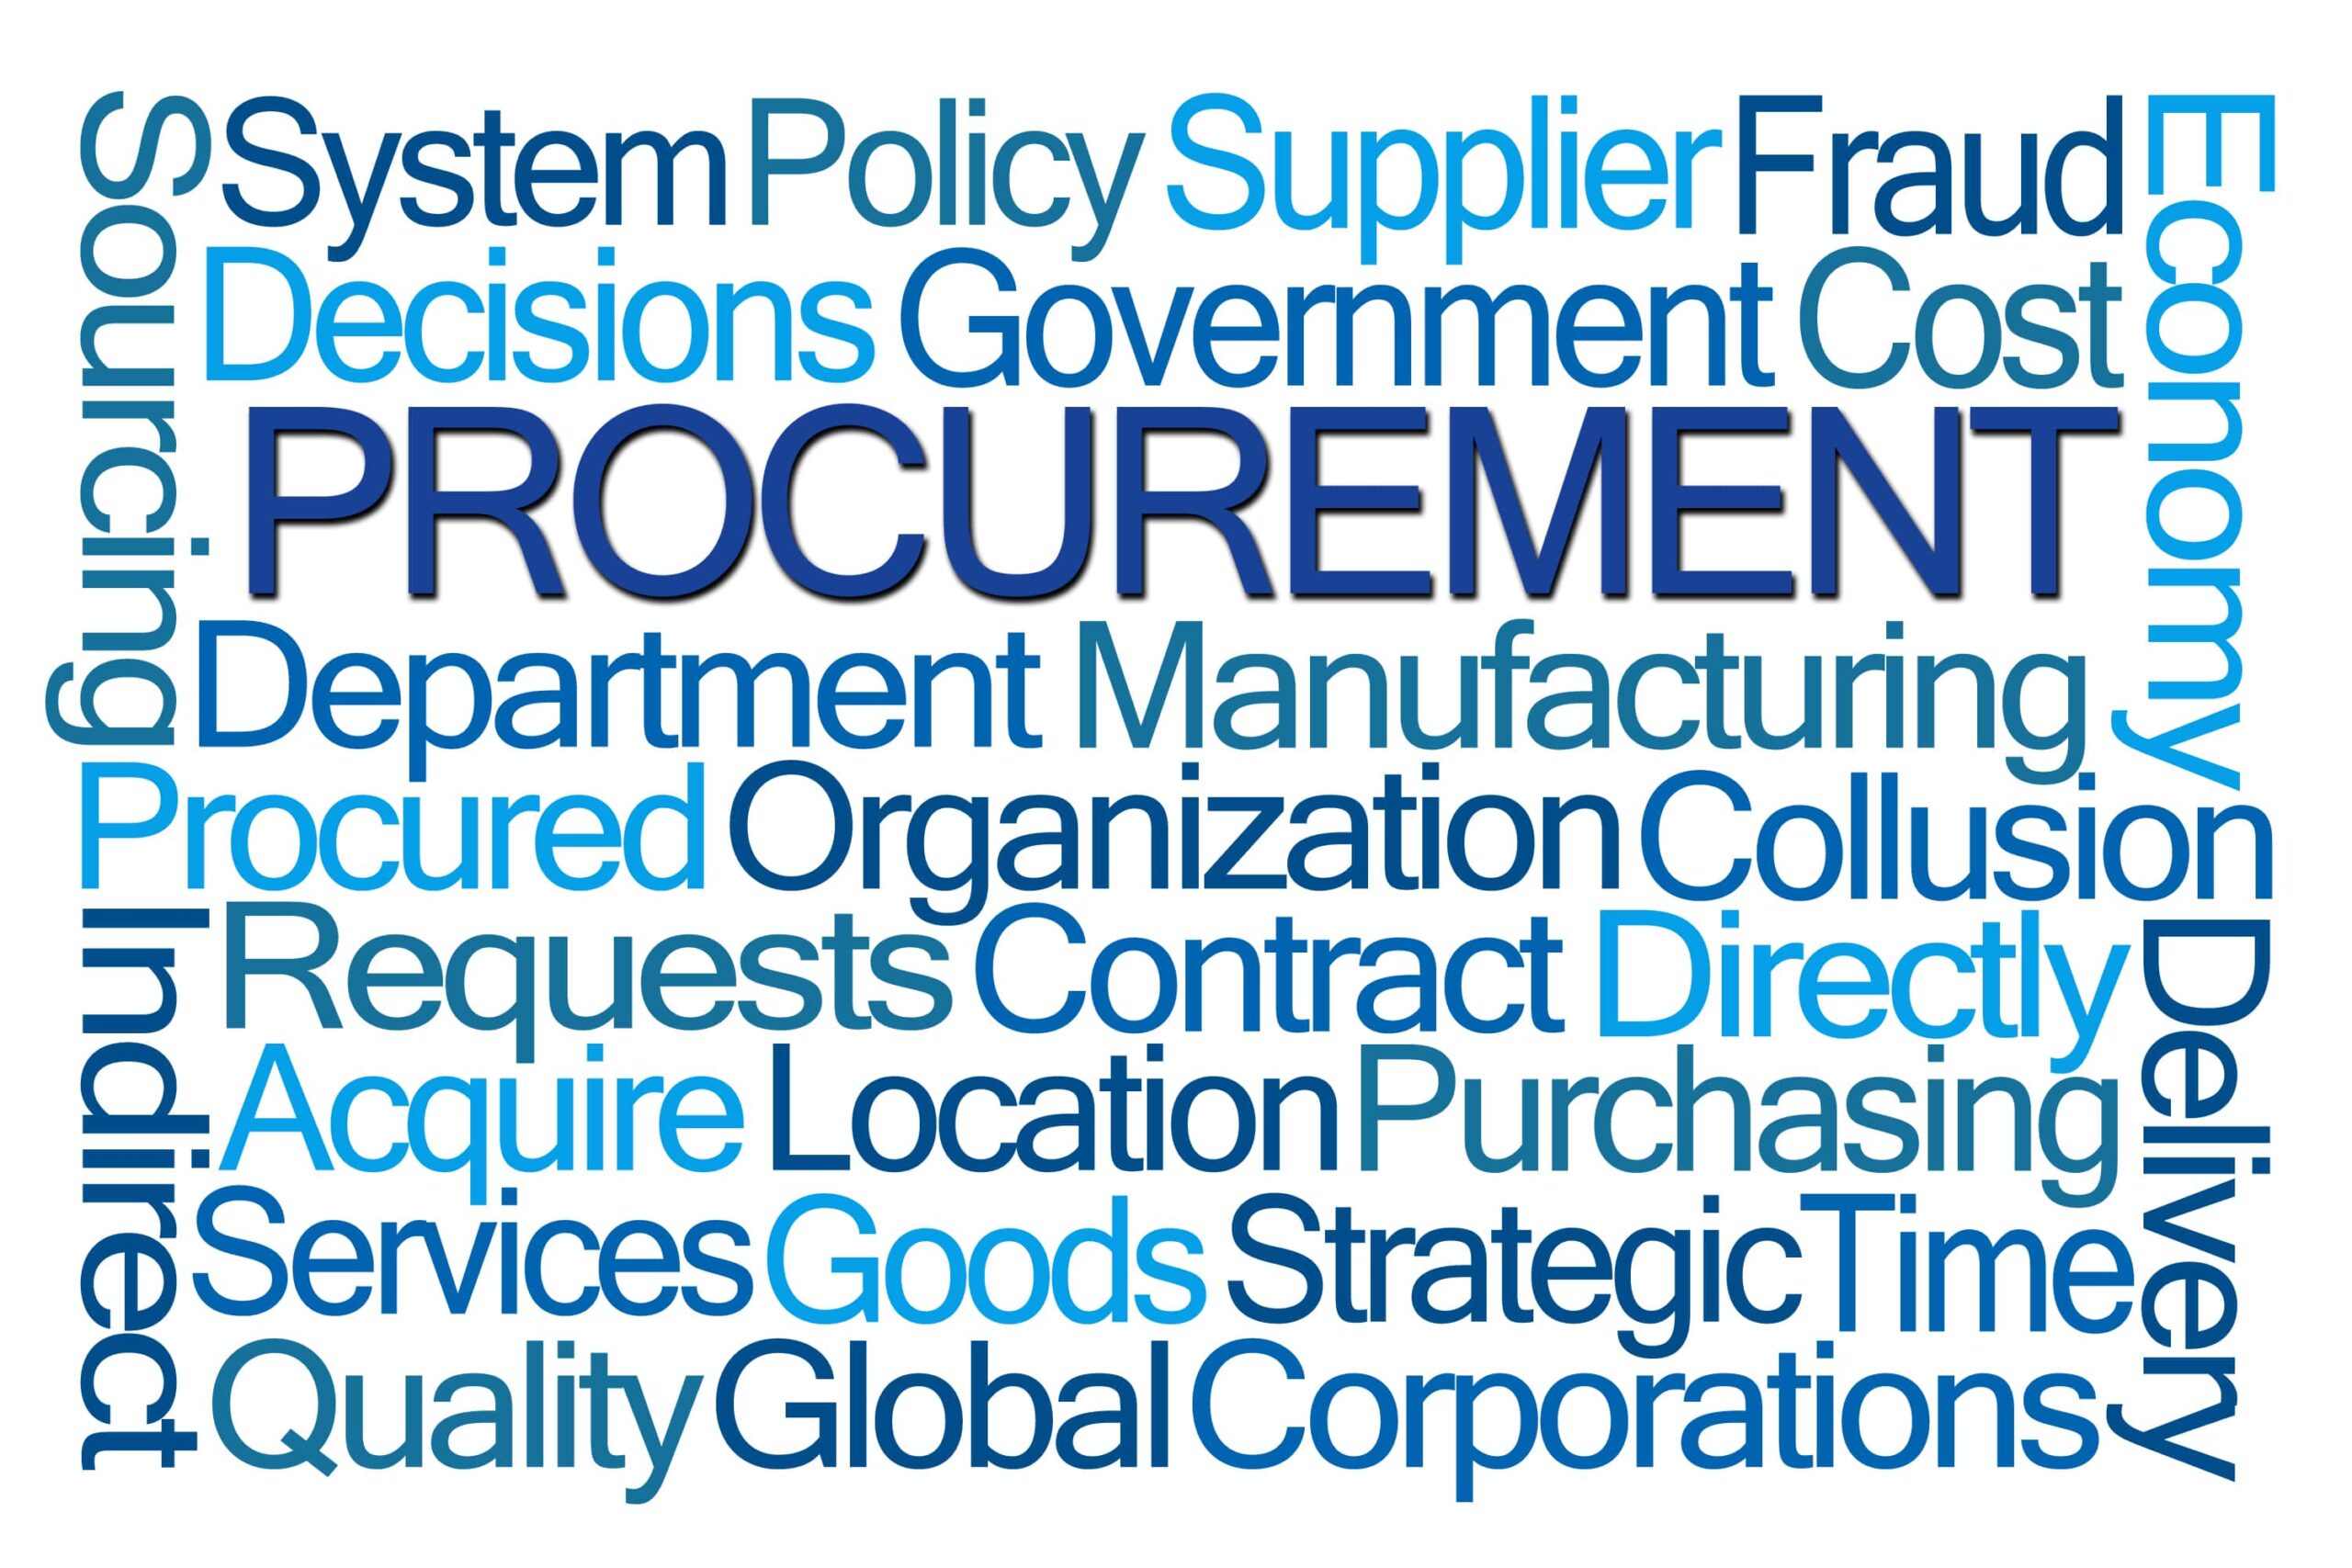 Sourcing
System Policy Supplier Fraud
Economy
Decisions Government Cost
PROCUREMENT
Department Manufacturing
Procured Organization Collusion
Indirect
Requests Contract Directly
Delivery
Acquire Location Purchasing
Services Goods Strategic Time
Quality Global Corporations